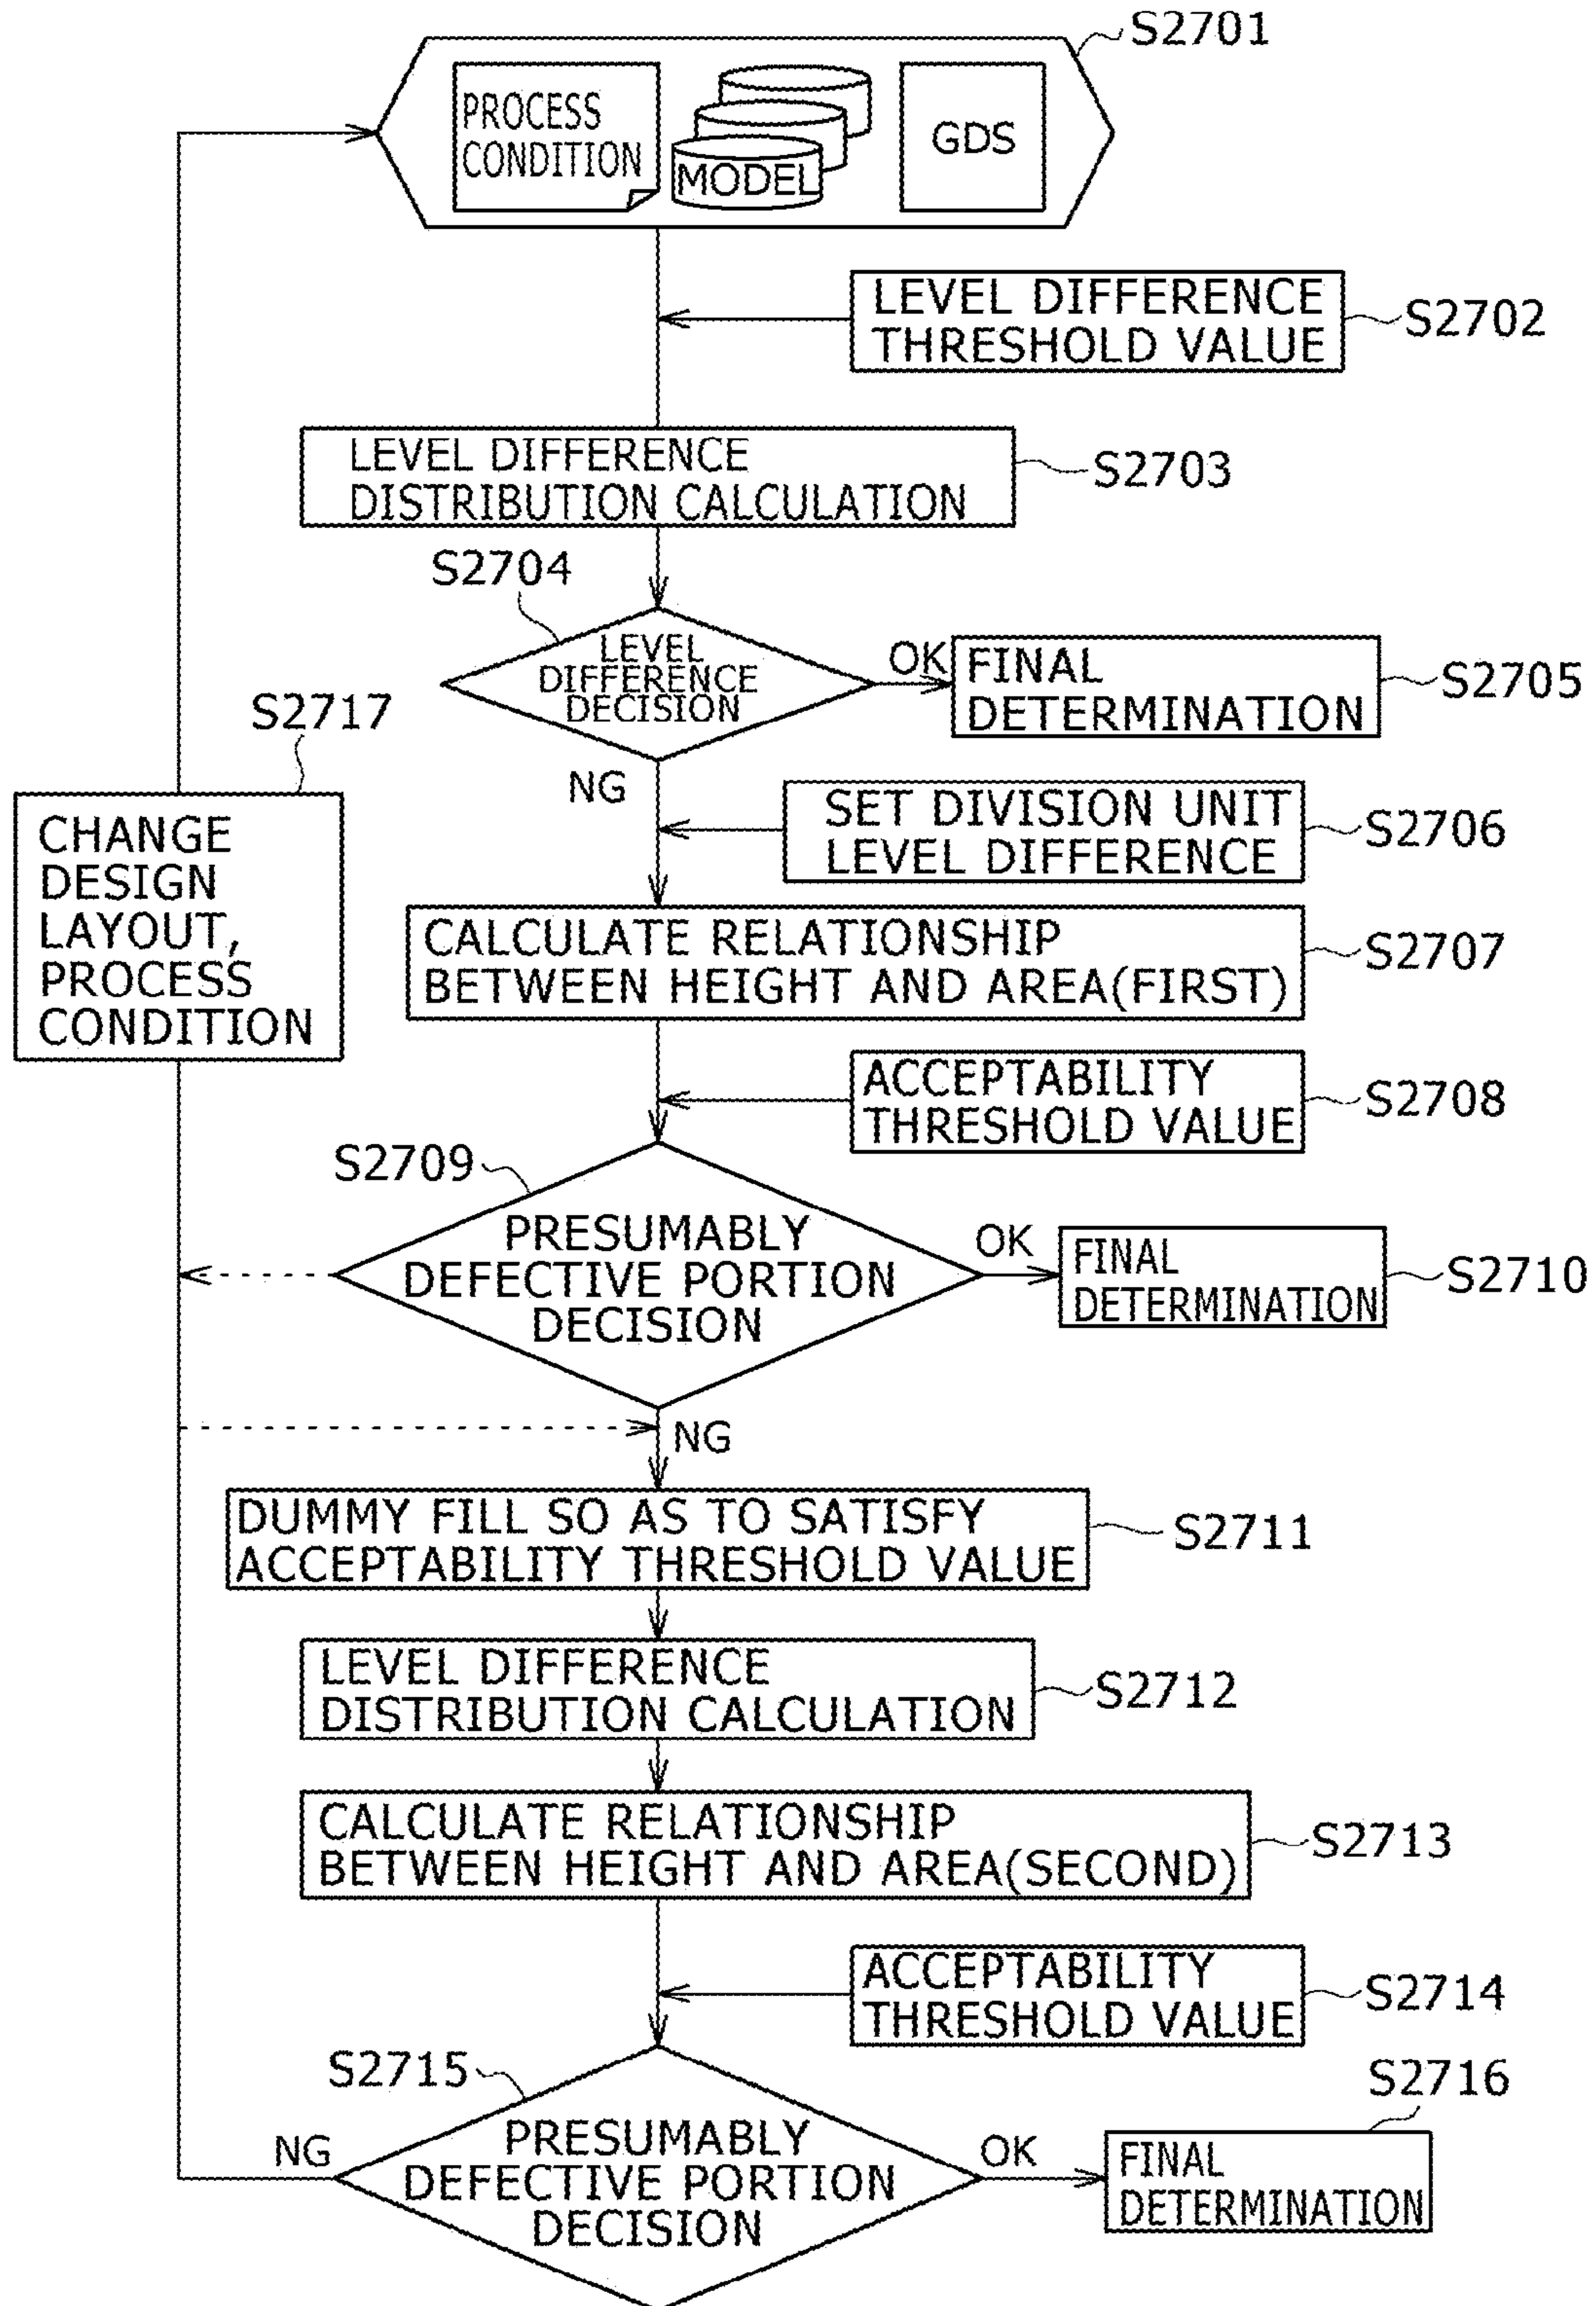 S2701
PROCESS
CONDITION
MODEL
GDS
LEVEL DIFFERENCE
THRESHOLD VALUE
S2702
LEVEL DIFFERENCE
DISTRIBUTION CALCULATION
S2703
S2704
LEVEL
DIFFERENCE
DECISION
OK
FINAL
DETERMINATION
S2705
S2717
NG
CHANGE
DESIGN
LAYOUT,
PROCESS
CONDITION
SET DIVISION UNIT
LEVEL DIFFERENCE
S2706
CALCULATE RELATIONSHIP
BETWEEN HEIGHT AND AREA(FIRST)
S2707
ACCEPTABILITY
THRESHOLD VALUE
S2708
S2709
PRESUMABLY
DEFECTIVE PORTION
DECISION
OK
FINAL
DETERMINATION
S2710
NG
DUMMY FILL SO AS TO SATISFY
ACCEPTABILITY THRESHOLD VALUE
S2711
LEVEL DIFFERENCE
DISTRIBUTION CALCULATION
S2712
CALCULATE RELATIONSHIP
BETWEEN HEIGHT AND AREA(SECOND)
S2713
ACCEPTABILITY
THRESHOLD VALUE
S2714
S2715
S2716
NG
PRESUMABLY
DEFECTIVE PORTION
DECISION
OK
FINAL
DETERMINATION